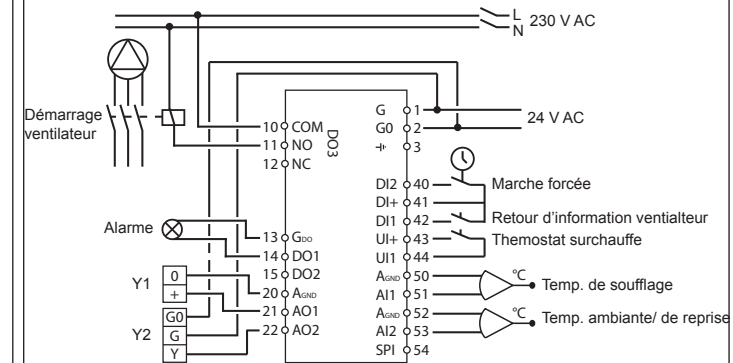 L
N
230 V AC
Démarrage
ventilateur
10 COM
11 NO
12 NC
DO3
G 1
G0 2
3
24 V AC
DI2 40
Marche forcée
DI+ 41
DI1 42
Retour d'information ventialteur
UI+ 43
Themostat surchauffe
UI1 44
Alarme
13 GDO
14 DO1
15 DO2
20 AGND
21 AO1
22 AO2
Y1
0
+
Y2
G0
G
Y
AGND 50
AI1 51
°C
Temp. de soufflage
AGND 52
AI2 53
°C
Temp. ambiante/ de reprise
SPI 54